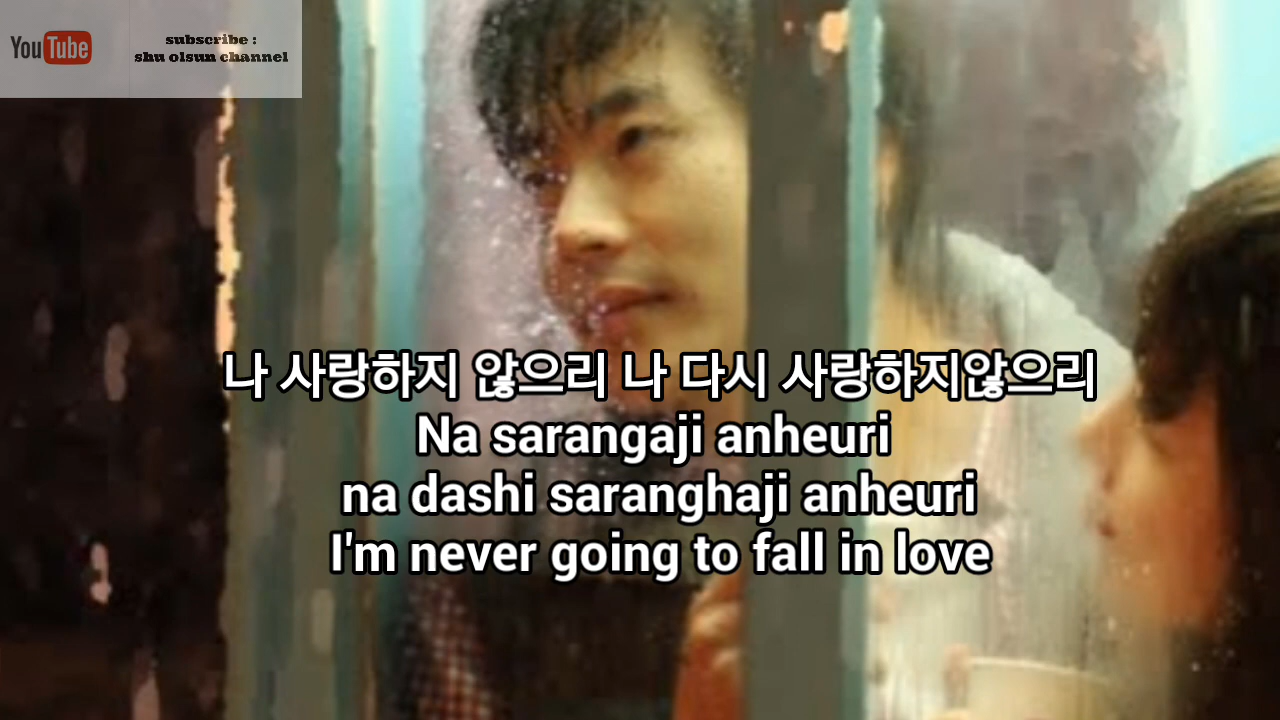 YouTube
subscribe :
shu olsun channel
나 사랑하지 않으리 나 다시 사랑하지않으리
Na sarangaji anheuri
na dashi saranghaji anheuri
I'm never going to fall in love